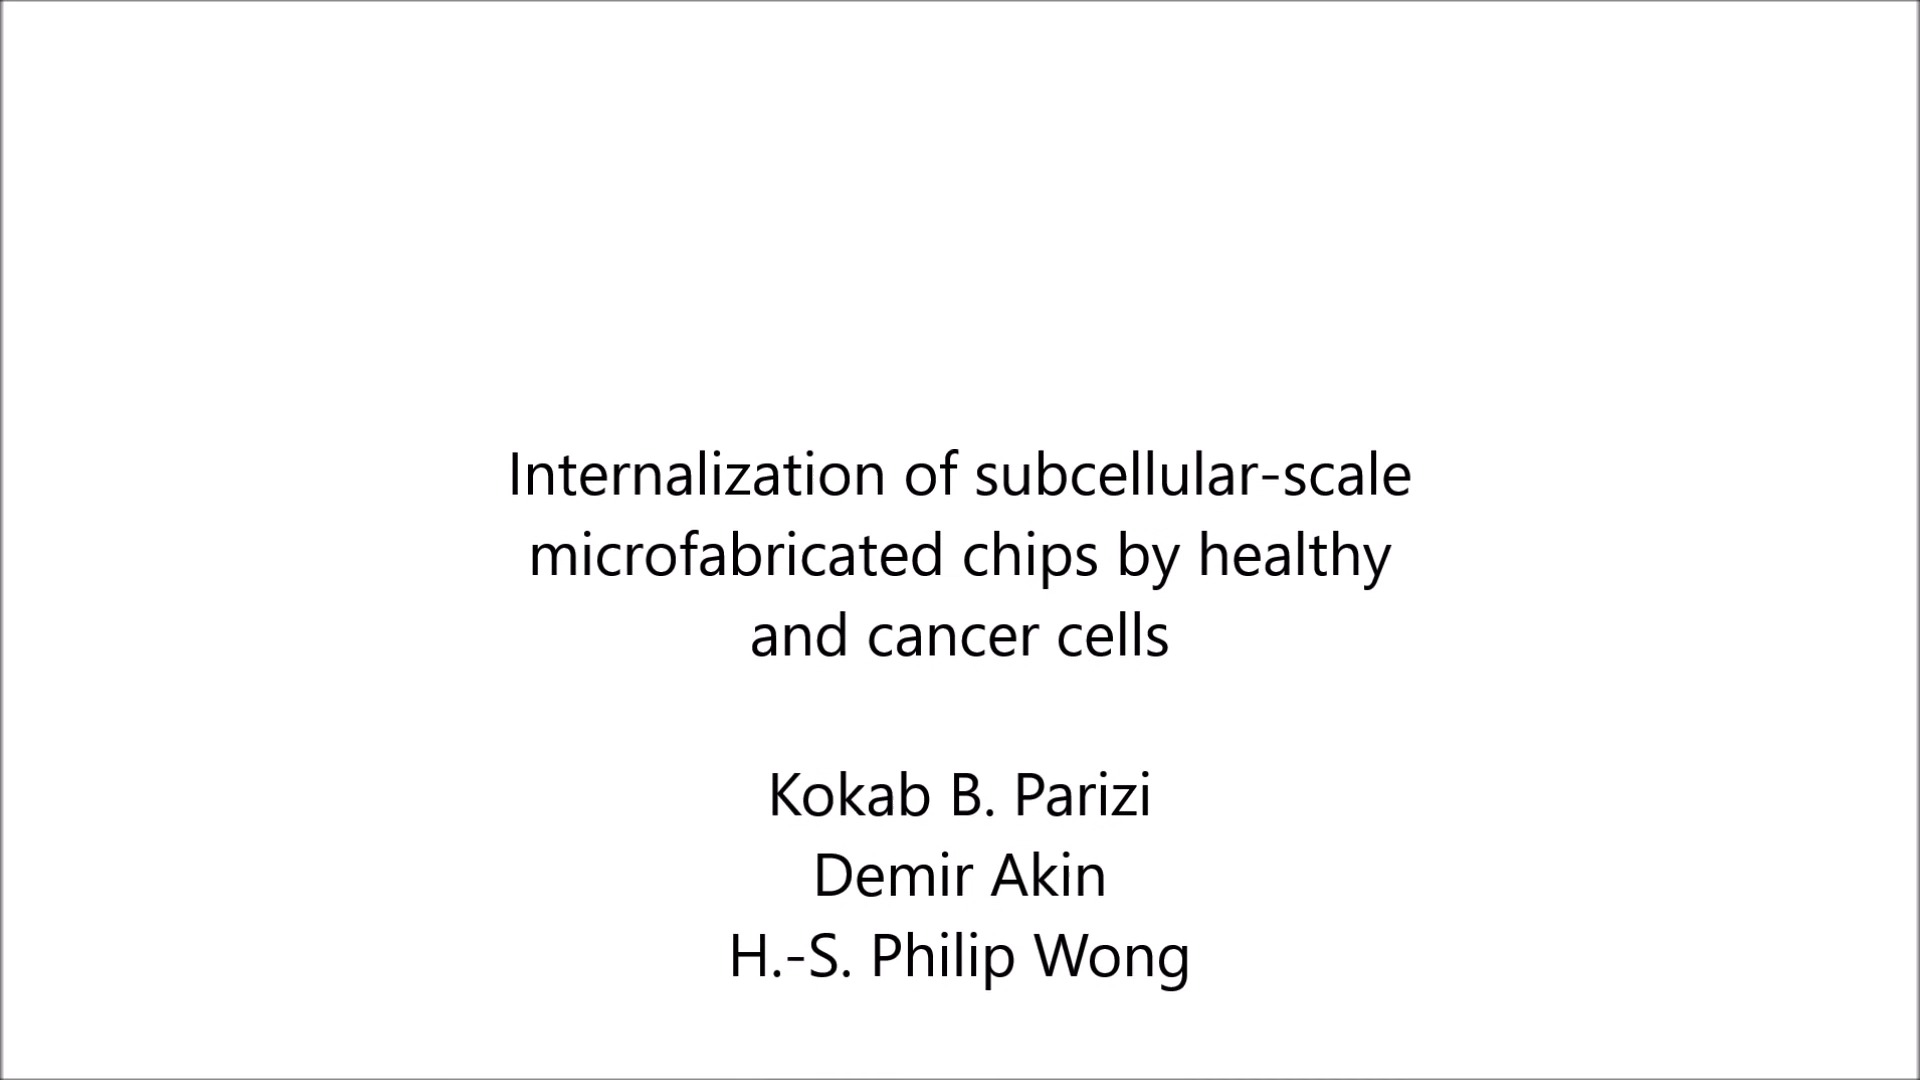 Internalization of subcellular-scale
microfabricated chips by healthy
and cancer cells
Kokab B. Parizi
Demir Akin
H.-S. Philip Wong